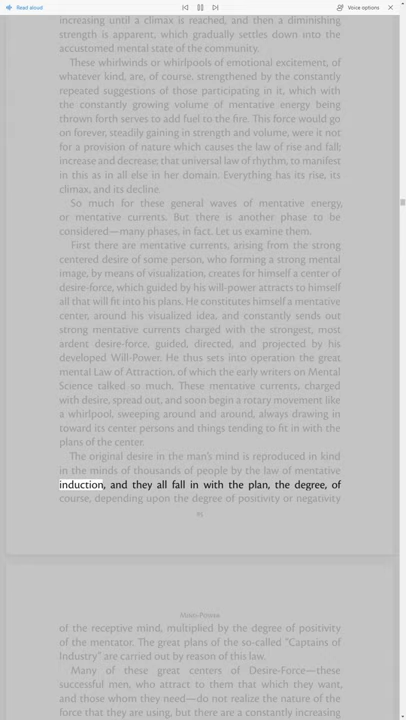 Read aloud
Voice options
increasing until a climax is reached, and then a diminishing
strength is apparent, which gradually settles down into the
accustomed mental state of the community.
These whirlwinds or whirlpools of emotional excitement, of
whatever kind, are, of course, strengthened by the constantly
repeated suggestions of those participating in it, which with
the constantly growing volume of mentative energy being
thrown forth serves to add fuel to the fire. This force would go
on forever, steadily gaining in strength and volume, were it not
for a provision of nature which causes the law of rise and fall;
increase and decrease; that universal law of rhythm, to manifest
in this as in all else in her domain. Everything has its rise, its
climax, and its decline.
So much for these general waves of mentative energy,
or mentative currents. But there is another phase to be
considered—many phases, in fact. Let us examine them.
First there are mentative currents, arising from the strong
centered desire of some person, who forming a strong mental
image, by means of visualization, creates for himself a center of
desire-force, which guided by his will-power attracts to himself
all that will fit into his plans. He constitutes himself a mentative
center, around his visualized idea, and constantly sends out
strong mentative currents charged with the strongest, most
ardent desire-force, guided, directed, and projected by his
developed Will-Power. He thus sets into operation the great
mental Law of Attraction, of which the early writers on Mental
Science talked so much. These mentative currents, charged
with desire, spread out, and soon begin a rotary movement like
a whirlpool, sweeping around and around, always drawing in
toward its center persons and things tending to fit in with the
plans of the center.
The original desire in the man's mind is reproduced in kind
in the minds of thousands of people by the law of mentative
induction, and they all fall in with the plan, the degree, of
course, depending upon the degree of positivity or negativity
Mind-Power
of the receptive mind, multiplied by the degree of positivity
of the mentator. The great plans of the so-called "Captains of
Industry" are carried out by reason of this law.
Many of these great centers of Desire-Force—these
successful men, who attract to them that which they want,
and those whom they need—do not realize the nature of the
force that they are using, but there are a constantly increasing